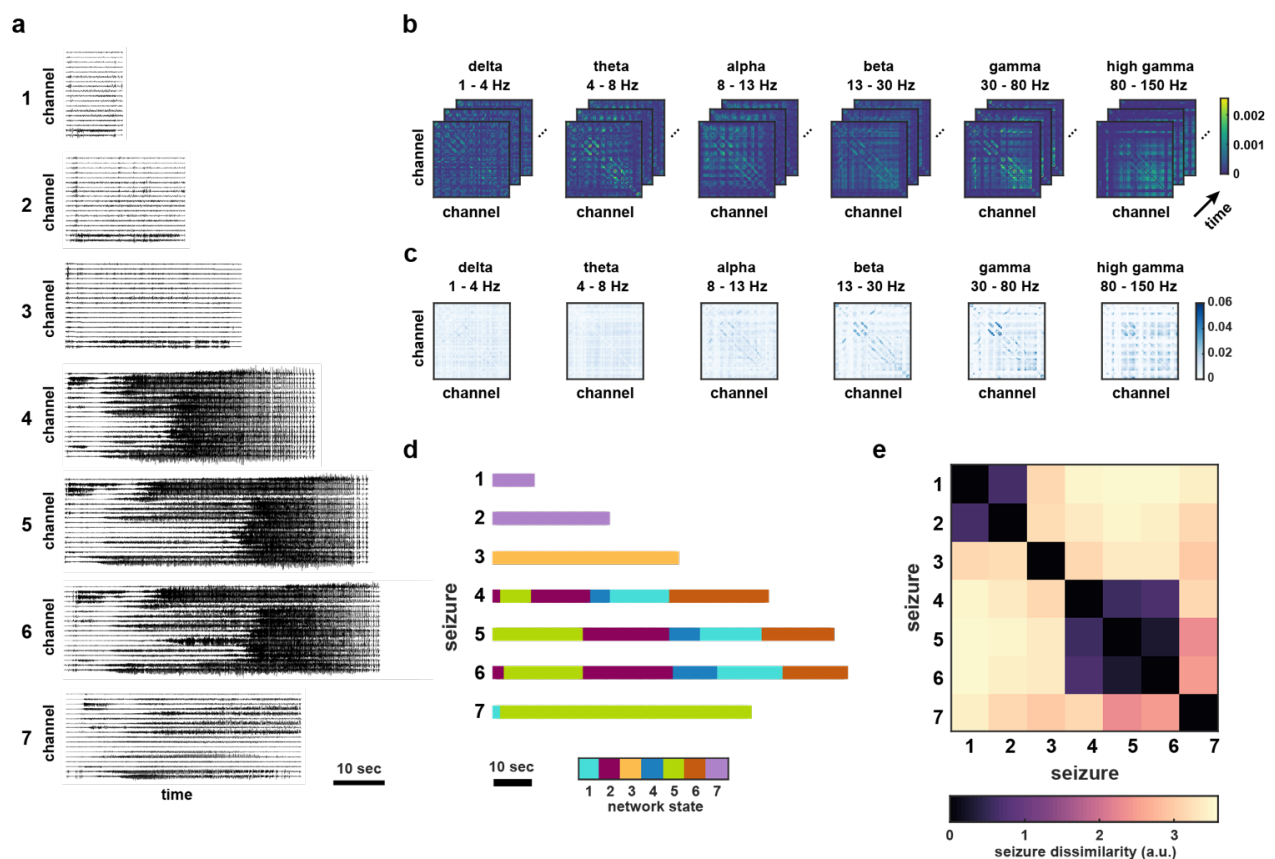 a
1
channel
2
channel
3
channel
4
channel
5
channel
6
channel
7
channel
time
10 sec
b
delta
1 - 4 Hz
theta
4 - 8 Hz
alpha
8 - 13 Hz
beta
13 - 30 Hz
gamma
30 - 80 Hz
high gamma
80 - 150 Hz
channel
... ... ... ... ... ...
0.002
0.001
0
channel channel channel channel channel channel
time
c
delta
1 - 4 Hz
theta
4 - 8 Hz
alpha
8 - 13 Hz
beta
13 - 30 Hz
gamma
30 - 80 Hz
high gamma
80 - 150 Hz
channel
0.06
0.04
0.02
0
channel channel channel channel channel channel
d
seizure
1
2
3
4
5
6
7
10 sec
1 2 3 4 5 6 7
network state
e
seizure
1
2
3
4
5
6
7
1 2 3 4 5 6 7
seizure
0 1 2 3
seizure dissimilarity (a.u.)